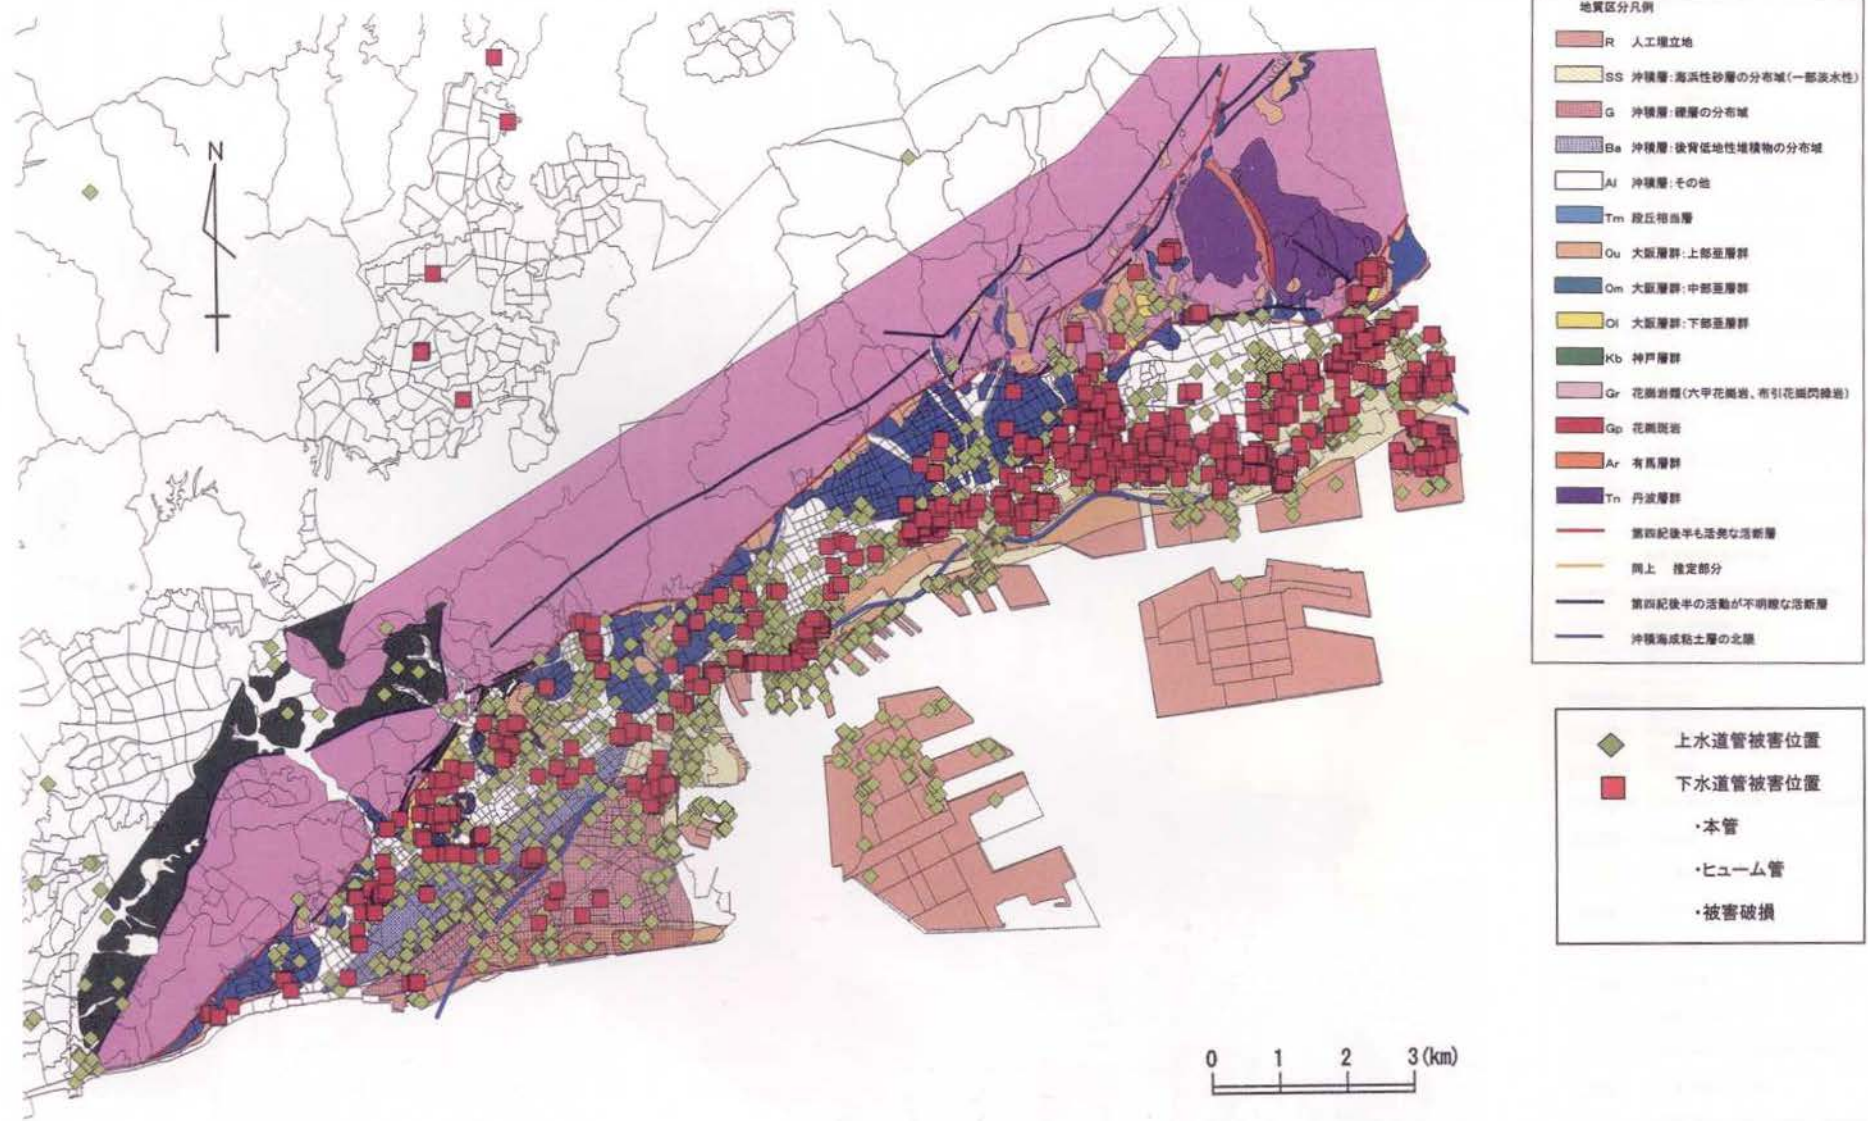 N
地質区分凡例
R 人工埋立地
SS 沖積層:海浜性砂層の分布域(一部淡水性)
G 沖積層:礫層の分布域
Ba 沖積層:後背低地性堆積物の分布域
Al 沖積層:その他
Tm 段丘相当層
Ou 大阪層群:上部亜層群
Om 大阪層群:中部亜層群
Ol 大阪層群:下部亜層群
Kb 神戸層群
Gr 花崗岩類(六甲花崗岩、布引花崗閃緑岩)
Gp 花崗斑岩
Ar 有馬層群
Tn 丹波層群
第四紀後半も活発な活断層
同上 推定部分
第四紀後半の活動が不明瞭な活断層
沖積海成粘土層の北限
上水道管被害位置
下水道管被害位置
・本管
・ヒューム管
・被害破損
0 1 2 3(km)